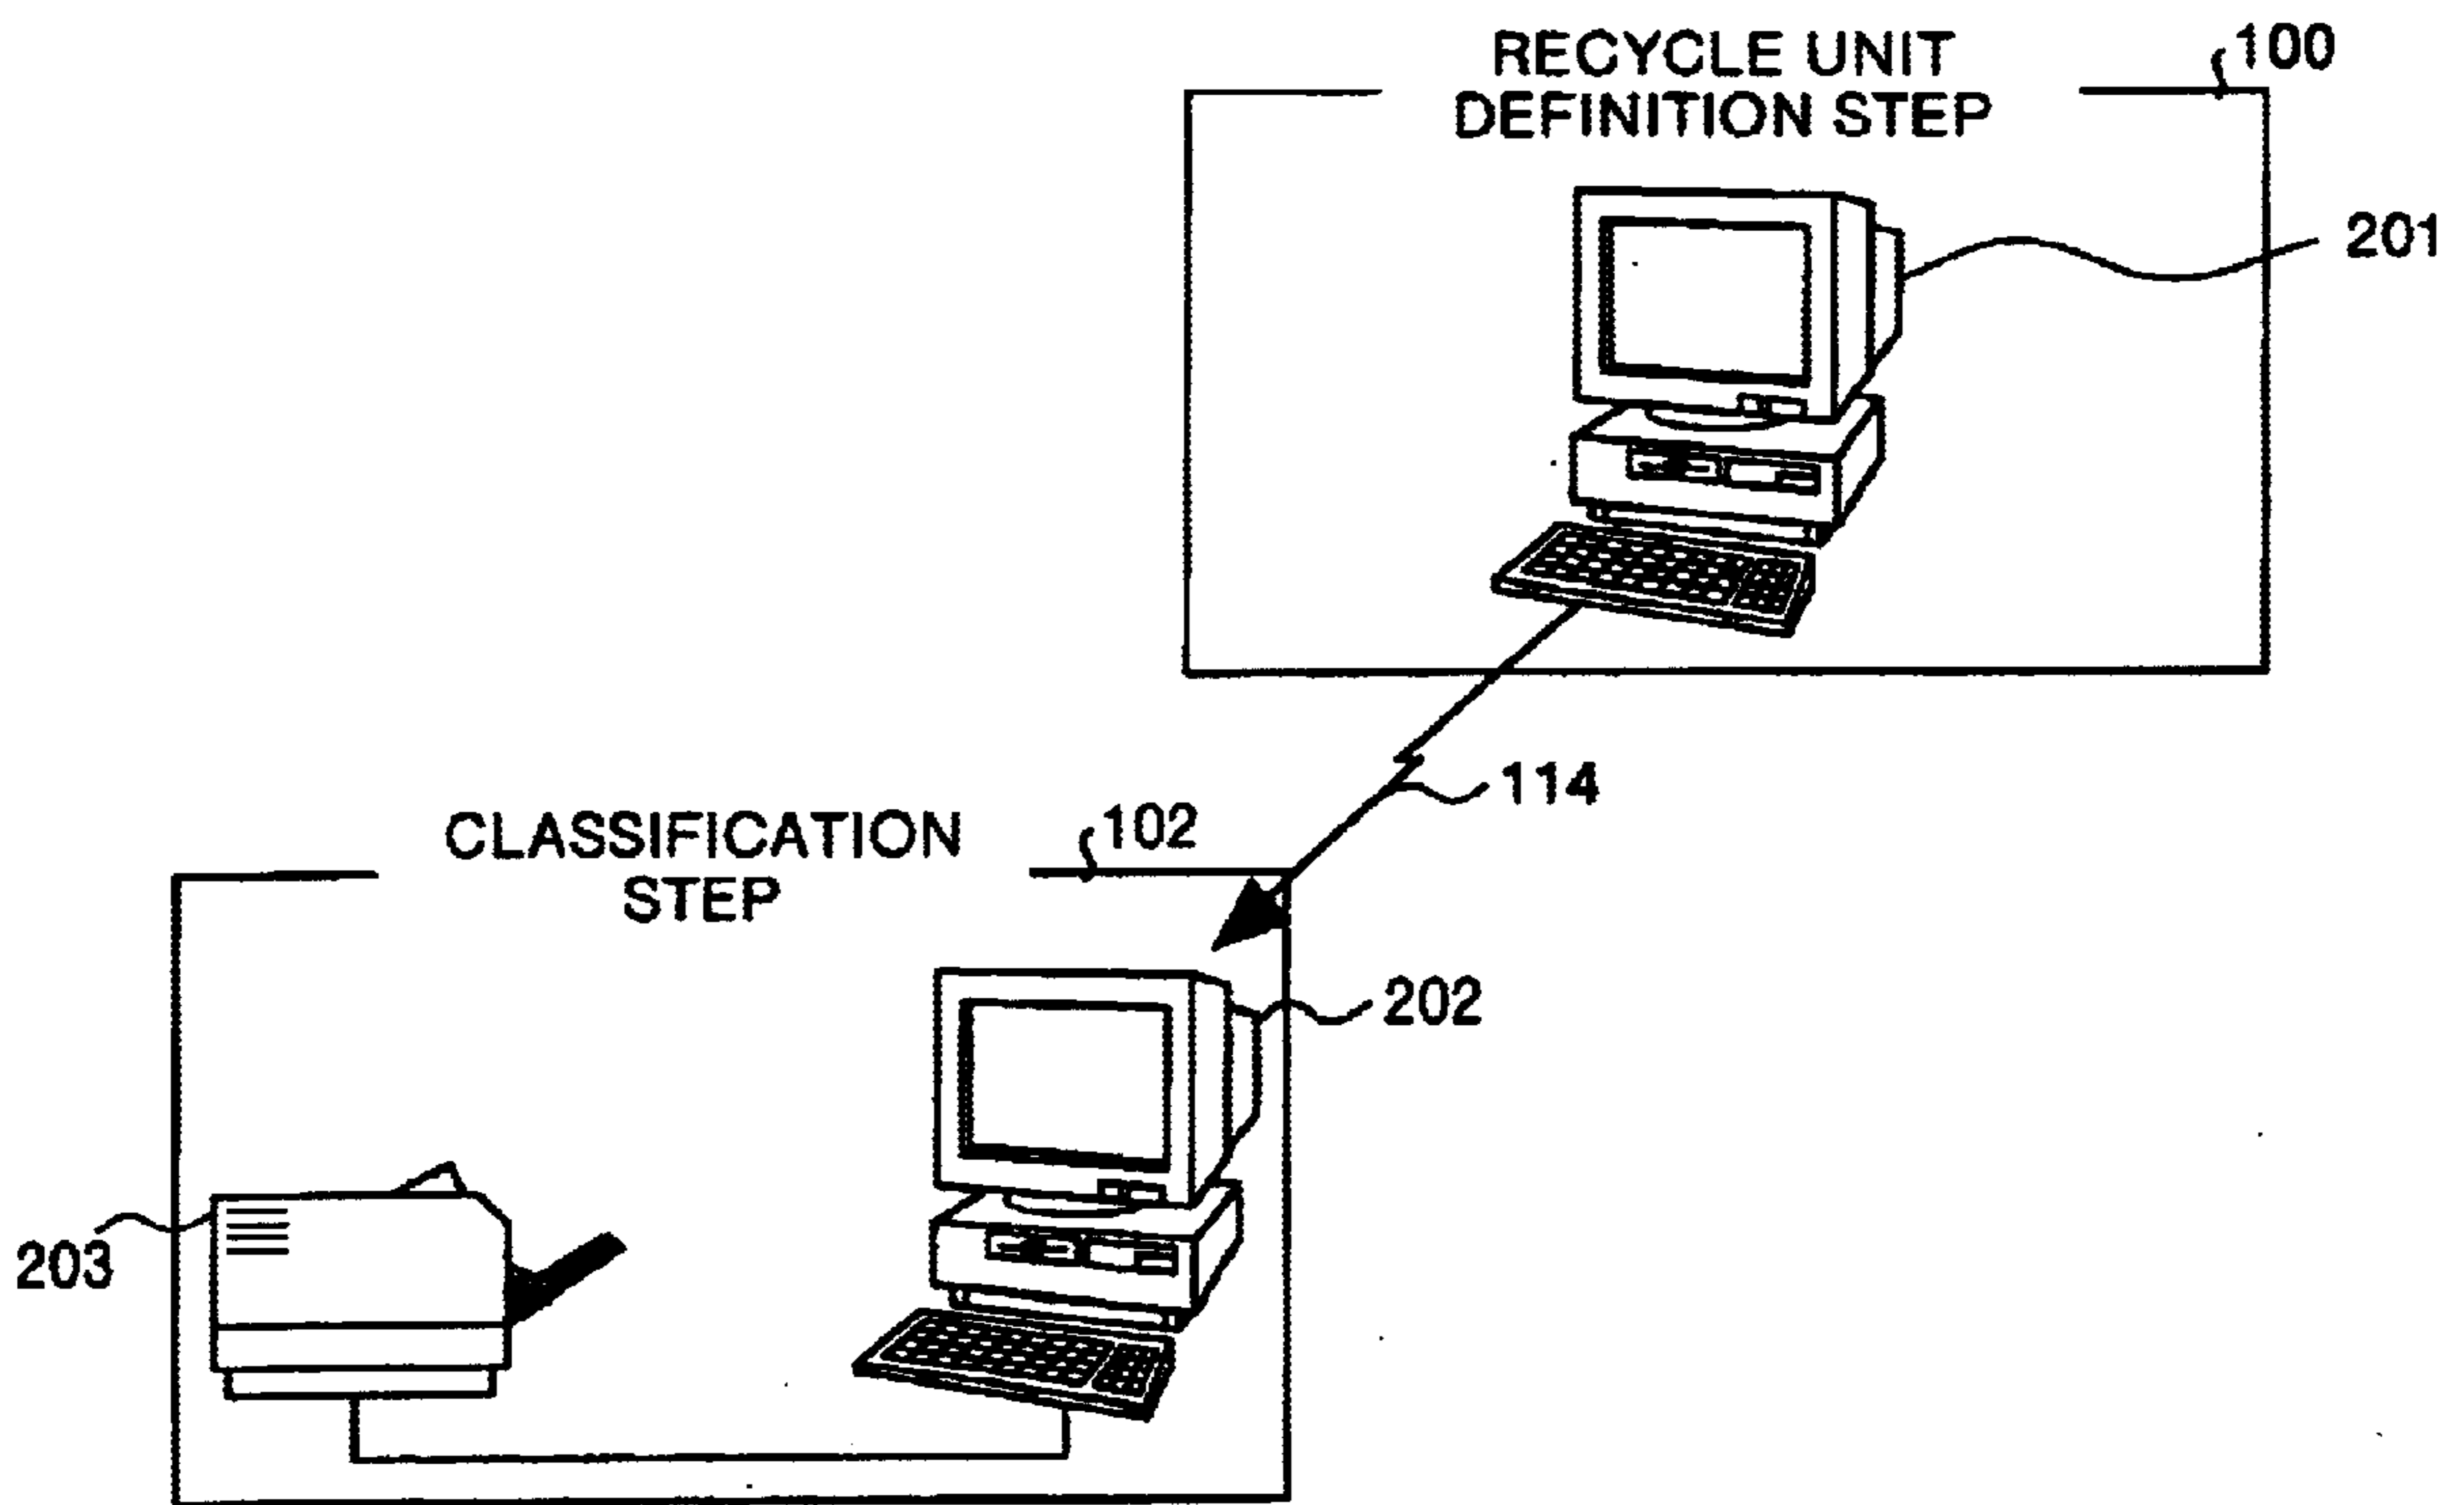 RECYCLE UNIT
DEFINITION STEP
100
201
114
CLASSIFICATION
STEP
102
202
203